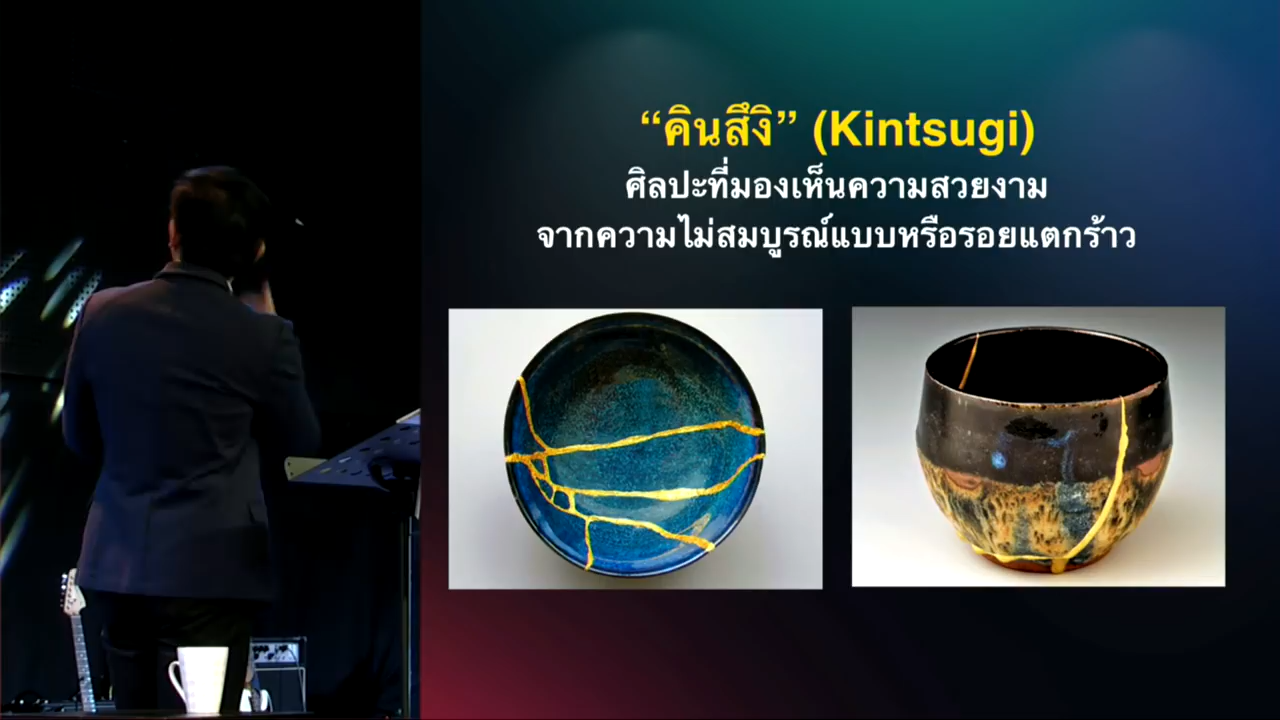 “คินสึงิ” (Kintsugi)
ศิลปะที่มองเห็นความสวยงาม
จากความไม่สมบูรณ์แบบหรือรอยแตกร้าว